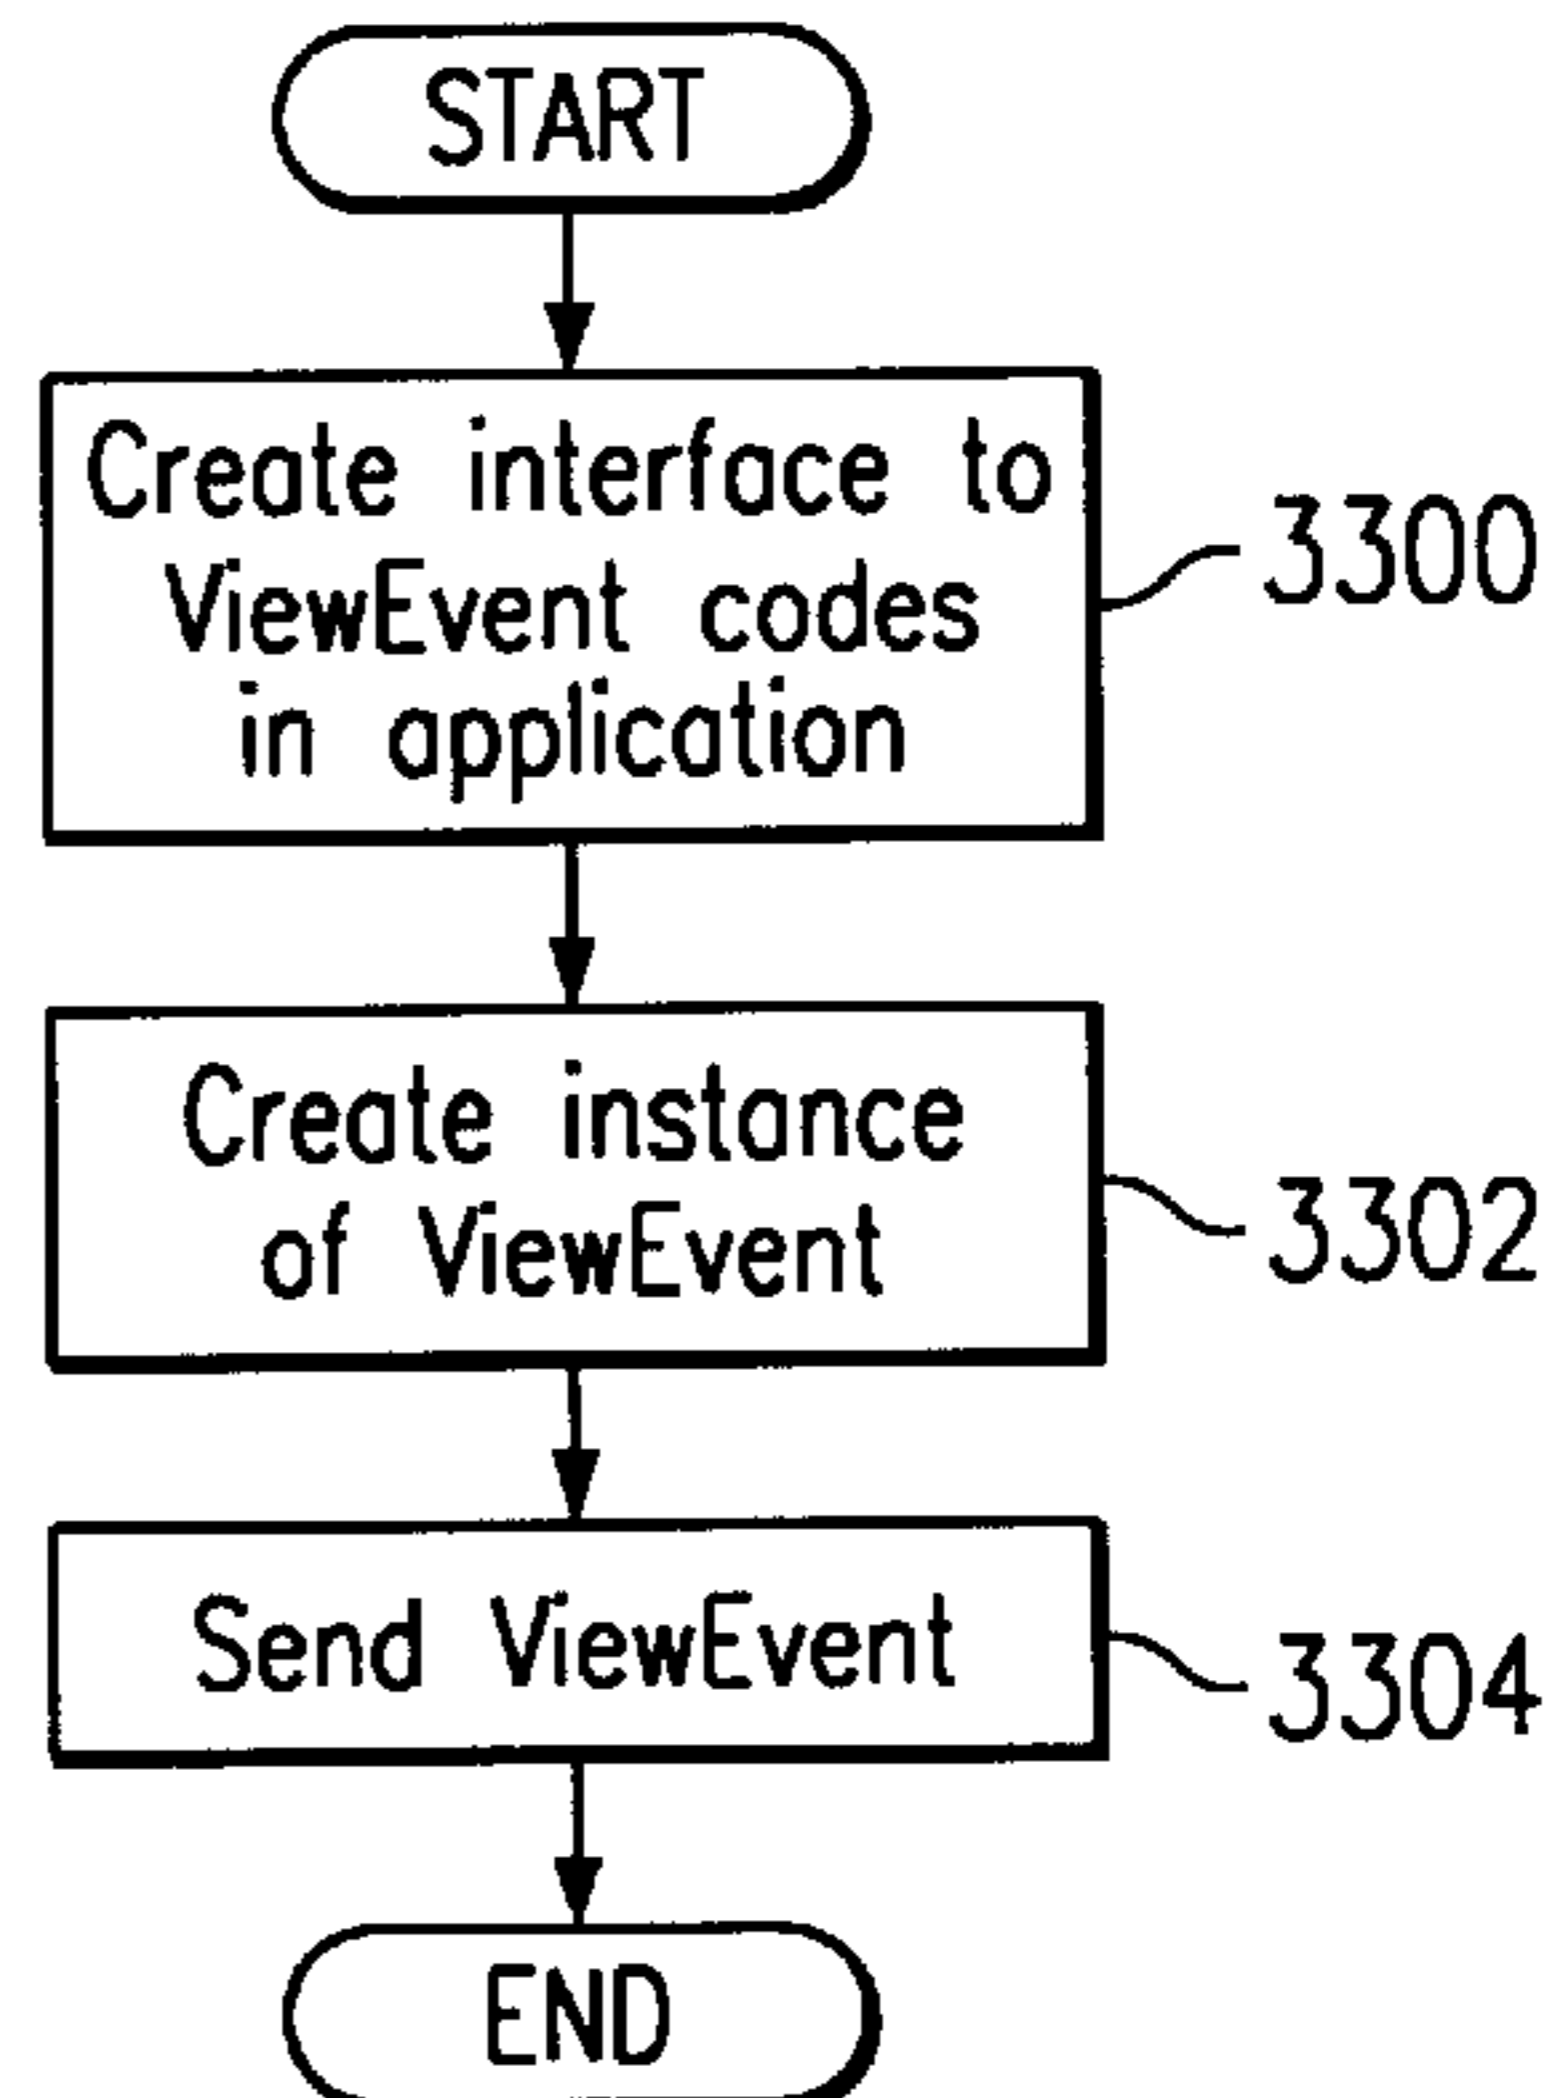 START
Create interface to
ViewEvent codes
in application
3300
Create instance
of ViewEvent
3302
Send ViewEvent
3304
END